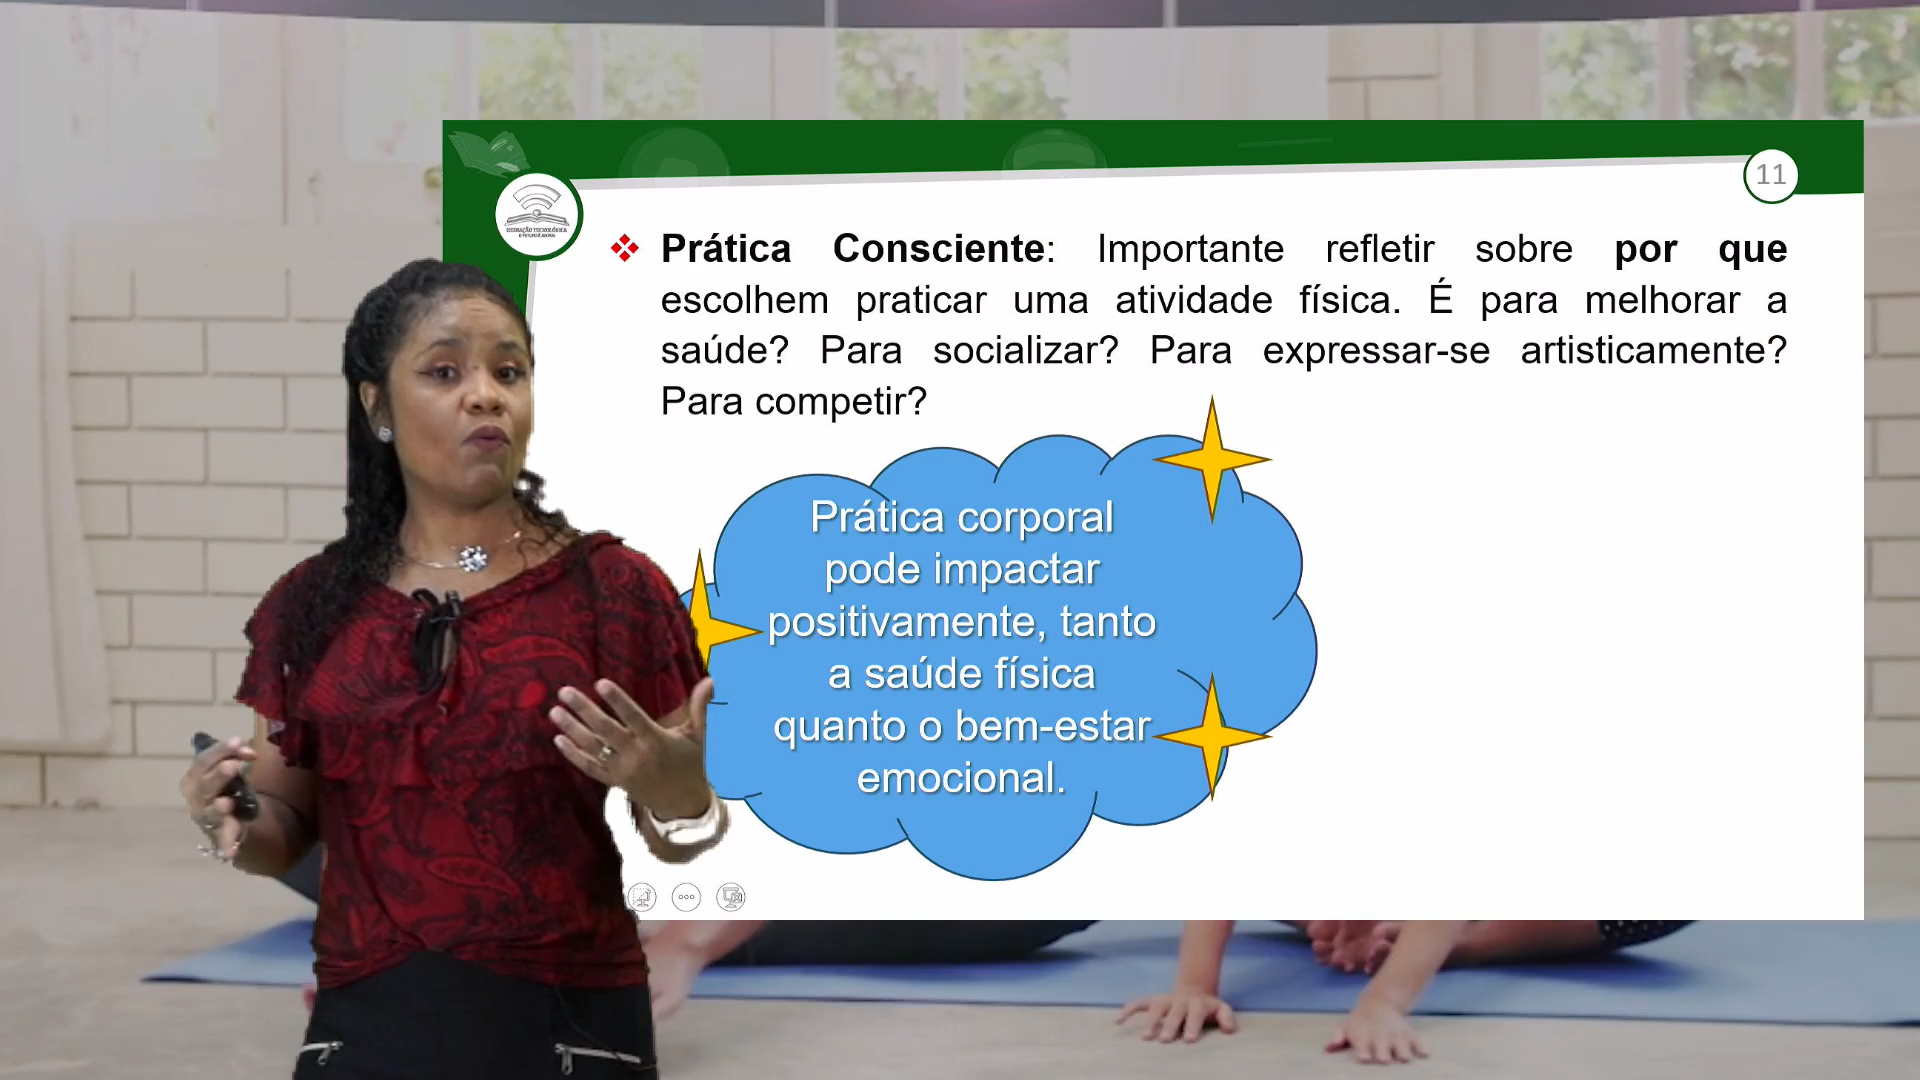 11
Prática Consciente: Importante refletir sobre por que
escolhem praticar uma atividade física. É para melhorar a
saúde? Para socializar? Para expressar-se artisticamente?
Para competir?
Prática corporal
pode impactar
positivamente, tanto
a saúde física
quanto o bem-estar
emocional.